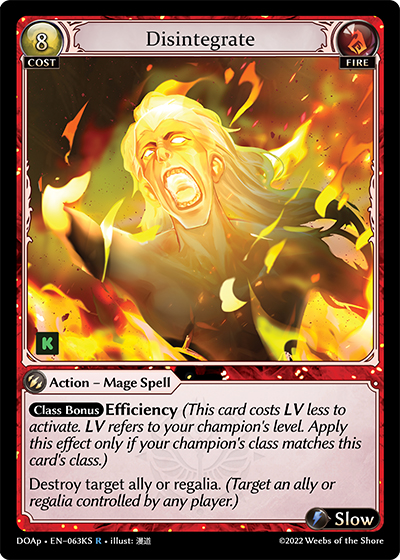 8
COST
Disintegrate
FIRE
K
Action – Mage Spell
Class Bonus Efficiency (This card costs LV less to
activate. LV refers to your champion's level. Apply
this effect only if your champion's class matches this
card's class.)
Destroy target ally or regalia. (Target an ally or
regalia controlled by any player.)
Slow
DOAp • EN-063KS R • illust: 漫道
©2022 Weebs of the Shore